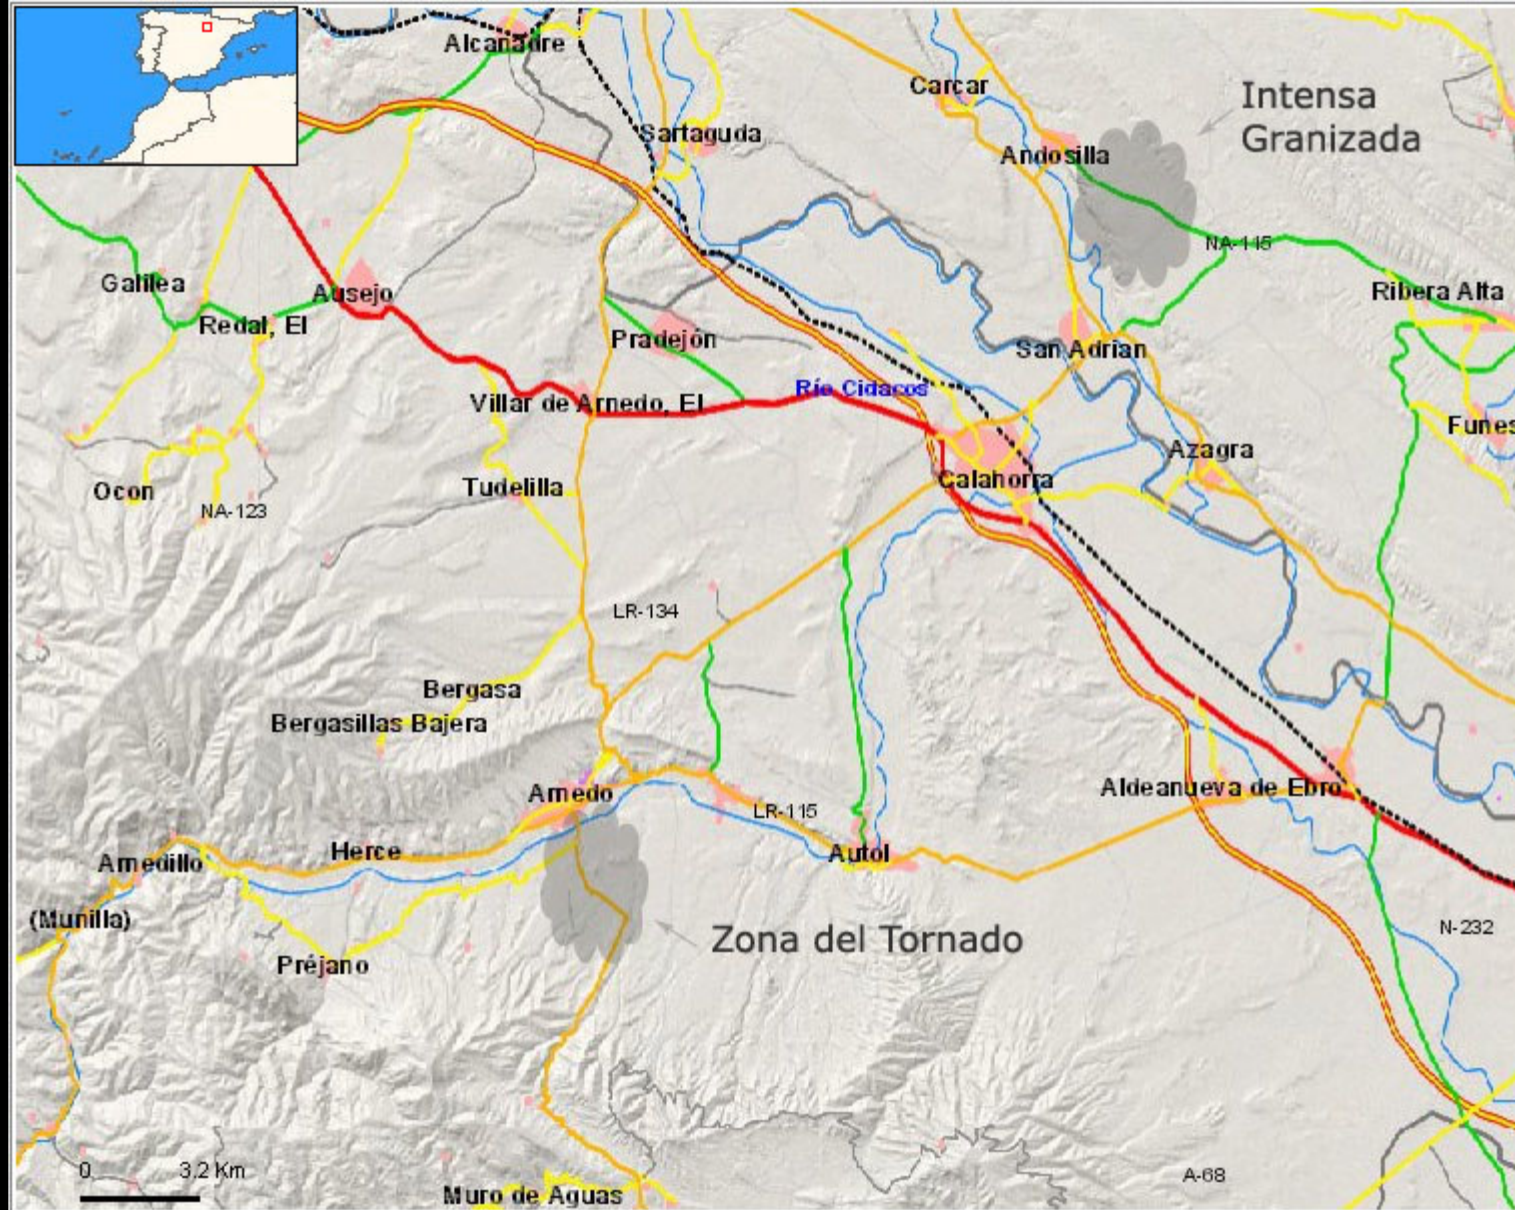 Alcanadre
Carcar
Intensa
Granizada
Sartaguda
Andosilla
NA-115
Galilea
Ausejo
Ribera Alta
Redal, El
Pradejón
San Adrian
Río Cidacos
Villar de Arnedo, El
Funes
Azagra
Calahorra
Ocon
Tudelilla
NA-123
LR-134
Bergasa
Bergasillas Bajera
Arnedo
Aldeanueva de Ebro
LR-115
Herce
Autol
Arnedillo
(Munilla)
N-232
Zona del Tornado
Préjano
0 3.2 Km
A-68
Muro de Aguas